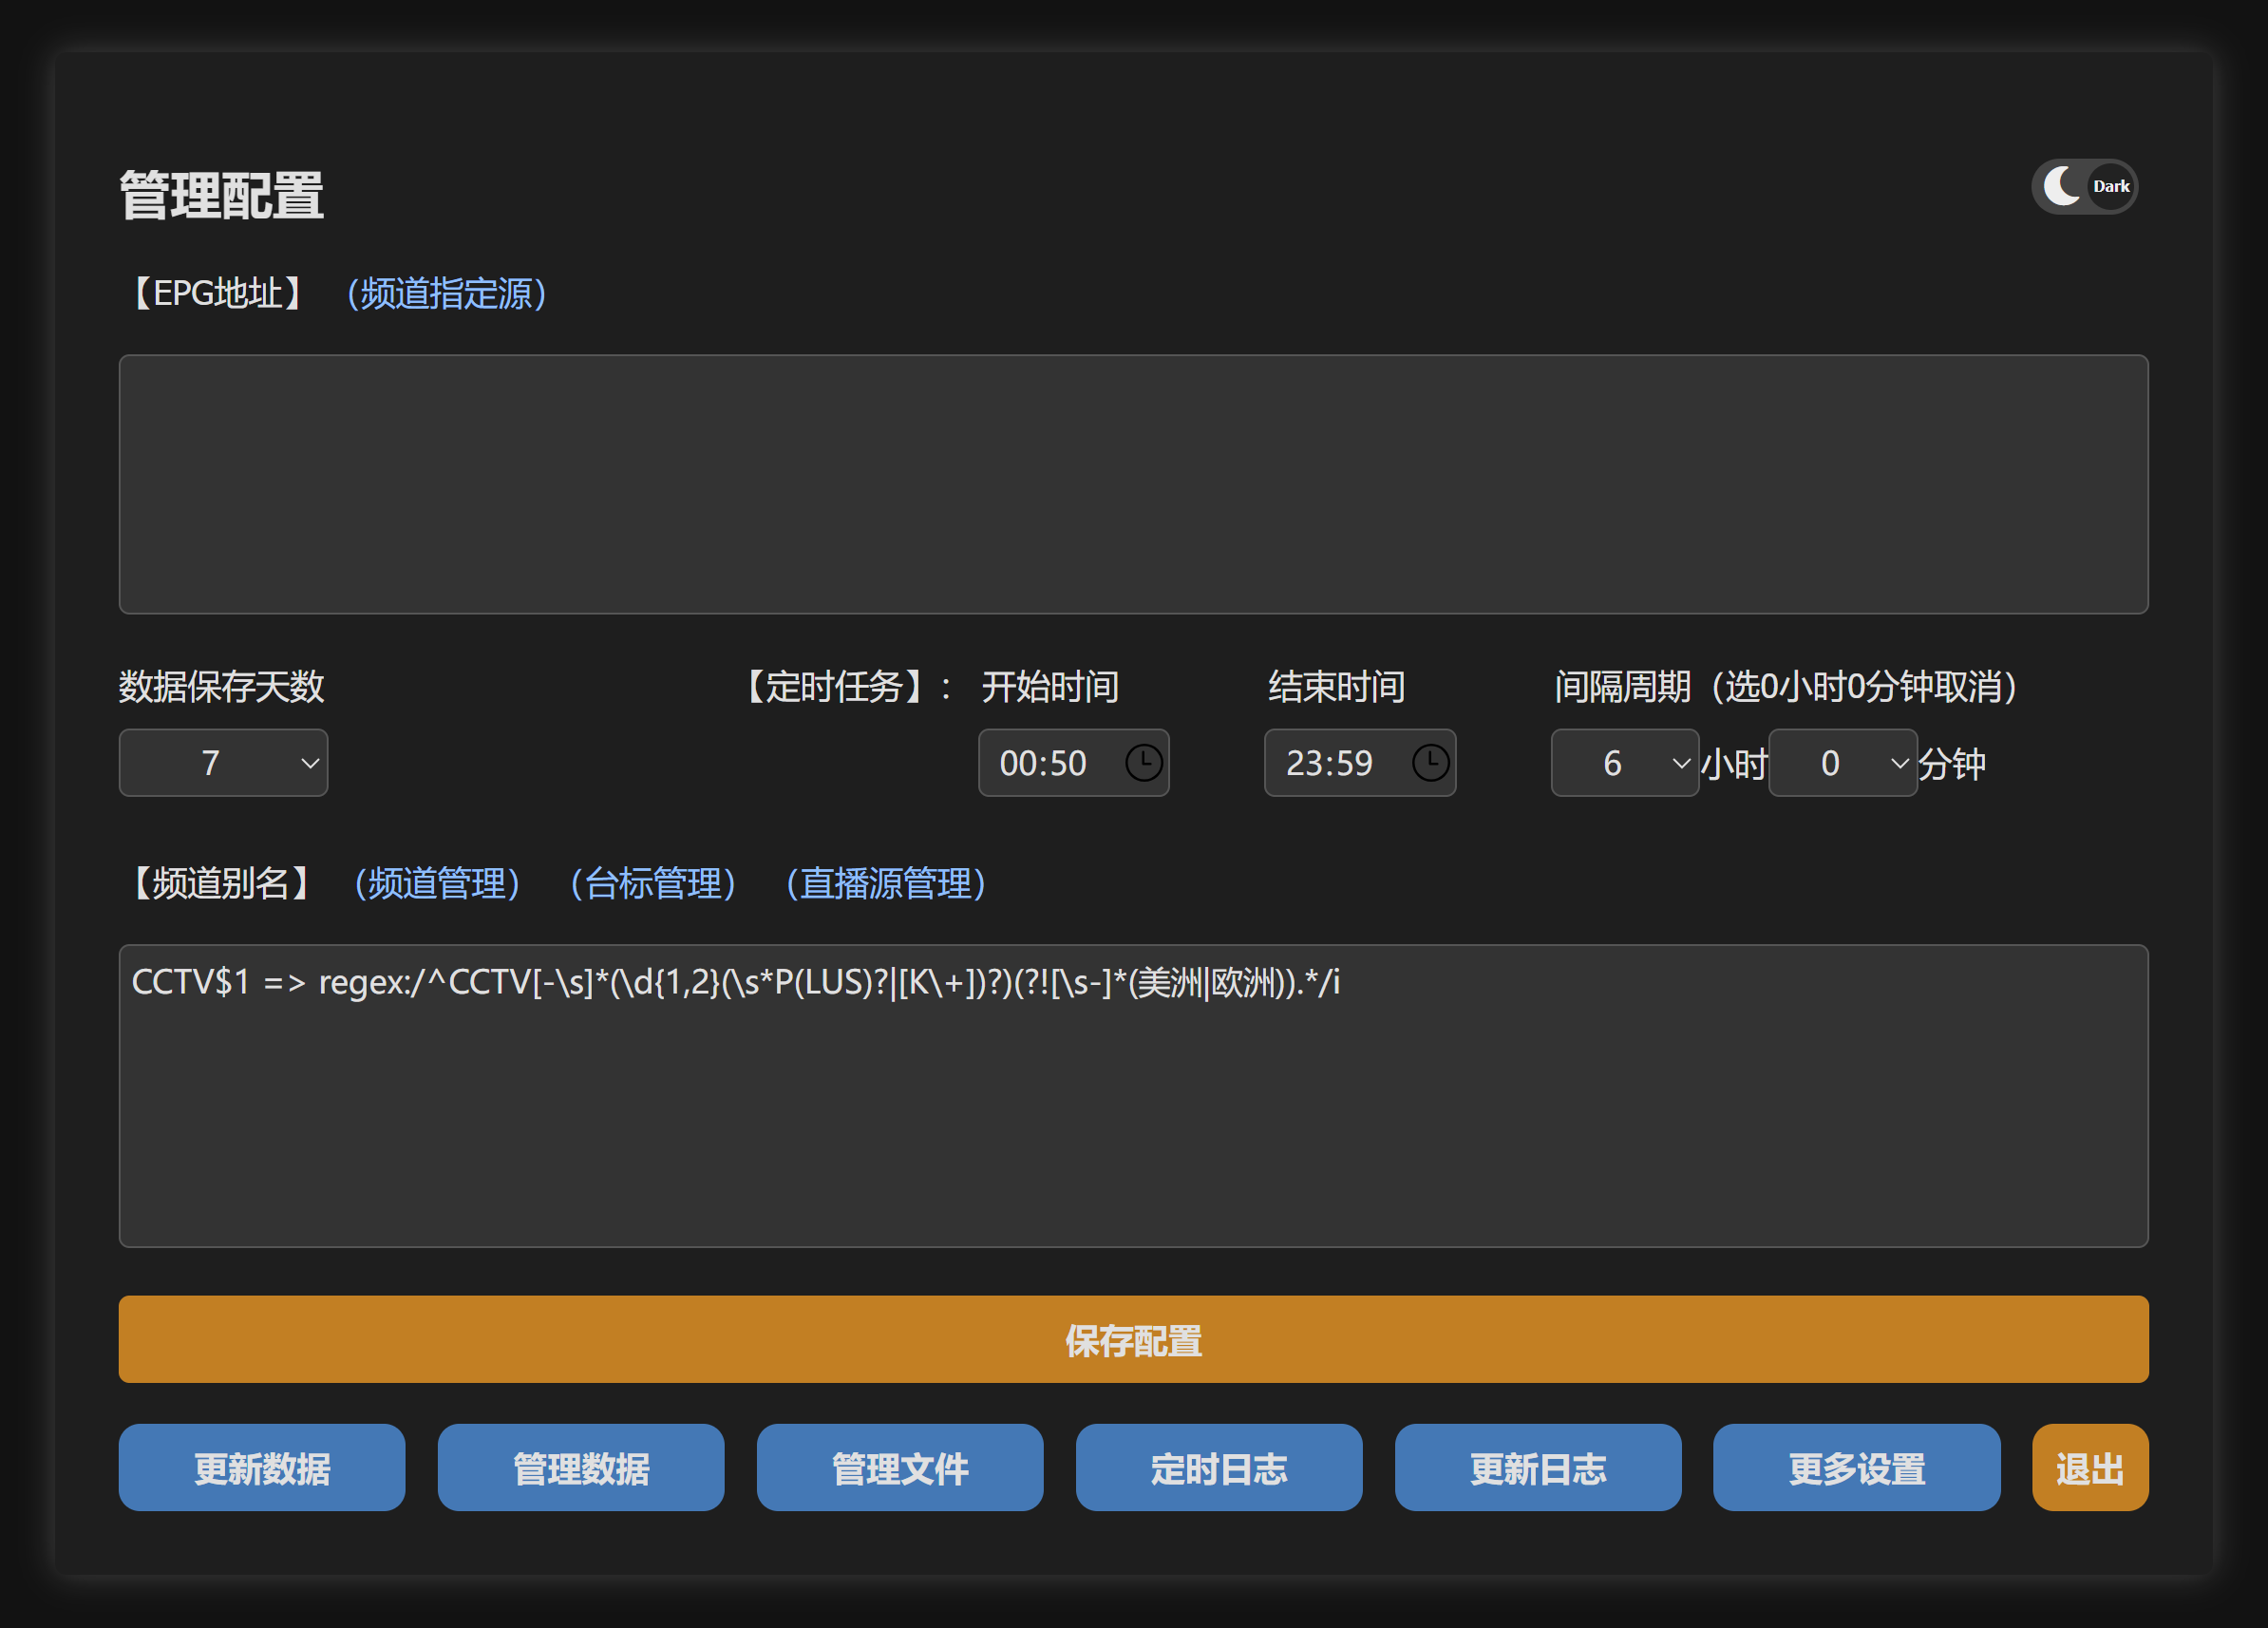 管理配置
Dark
【EPG地址】 （频道指定源）
数据保存天数 【定时任务】： 开始时间 结束时间 间隔周期（选0小时0分钟取消）
7 00:50 23:59 6 小时 0 分钟
【频道别名】 （频道管理） （台标管理） （直播源管理）
CCTV$1 => regex:/^CCTV[-\s]*(\d{1,2}(\s*P(LUS)?|[K\+])?)(?![\s-]*(美洲|欧洲)).*/i
保存配置
更新数据 管理数据 管理文件 定时日志 更新日志 更多设置 退出